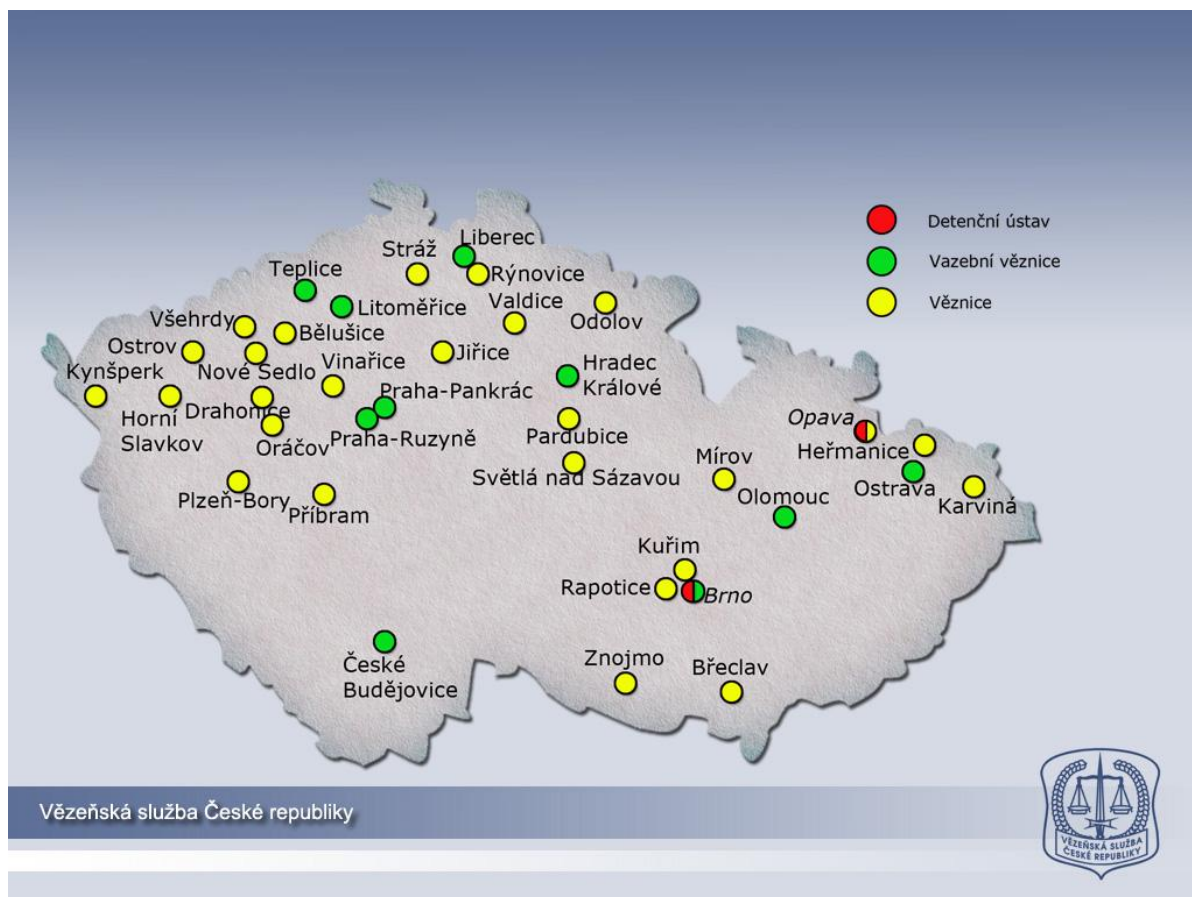 Detenční ústav
Vazební věznice
Věznice
Liberec
Stráž
Rýnovice
Teplice
Litoměřice
Valdice
Odolov
Všehrdy
Bělušice
Ostrov
Nové Sedlo
Vinařice
Jiřice
Hradec
Králové
Kynšperk
Horní
Slavkov
Drahonice
Praha-Pankrác
Praha-Ruzyně
Oráčov
Pardubice
Světlá nad Sázavou
Opava
Heřmanice
Mírov
Ostrava
Karviná
Olomouc
Plzeň-Bory
Příbram
Kuřim
Rapotice
Brno
České
Budějovice
Znojmo
Břeclav
Vězeňská služba České republiky
VĚZEŇSKÁ SLUŽBA
ČESKÉ REPUBLIKY